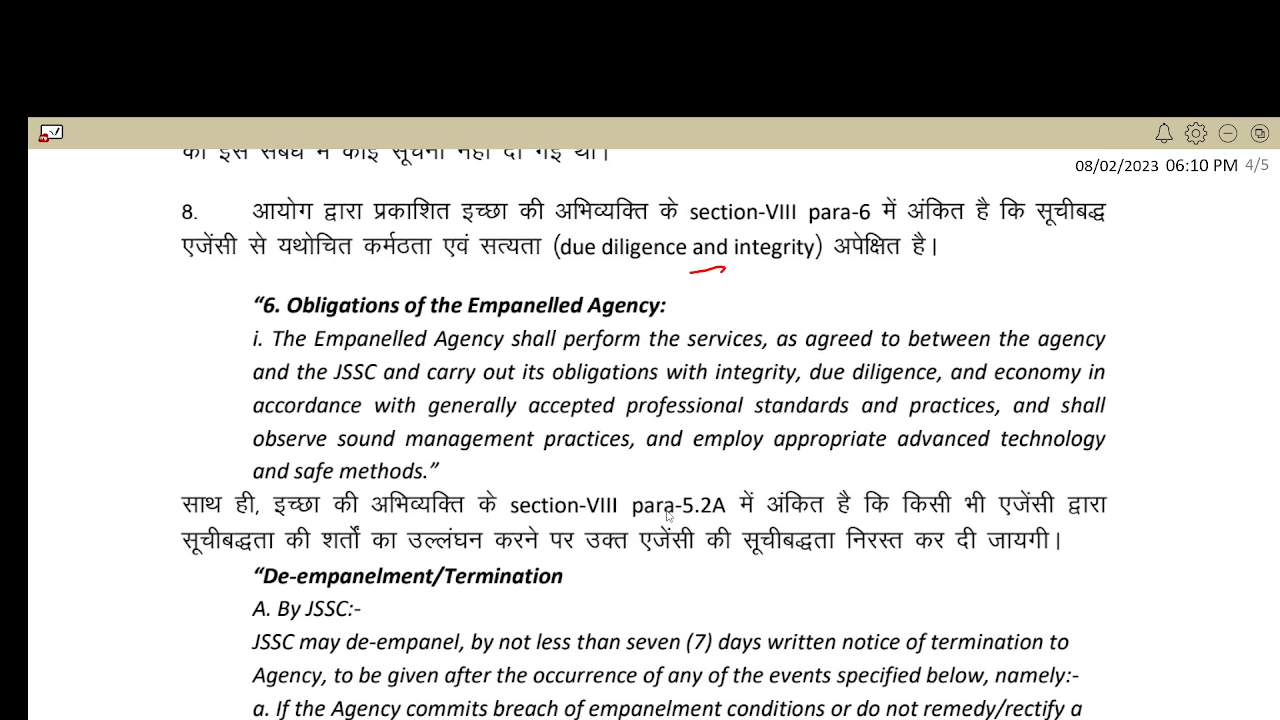 को इस संबंध में कोई सूचना नहीं दी गई थी।
08/02/2023 06:10 PM 4/5
8. आयोग द्वारा प्रकाशित इच्छा की अभिव्यक्ति के section-VIII para-6 में अंकित है कि सूचीबद्ध
एजेंसी से यथोचित कर्मठता एवं सत्यता (due diligence and integrity) अपेक्षित है।
“6. Obligations of the Empanelled Agency:
i. The Empanelled Agency shall perform the services, as agreed to between the agency
and the JSSC and carry out its obligations with integrity, due diligence, and economy in
accordance with generally accepted professional standards and practices, and shall
observe sound management practices, and employ appropriate advanced technology
and safe methods.”
साथ ही, इच्छा की अभिव्यक्ति के section-VIII para-5.2A में अंकित है कि किसी भी एजेंसी द्वारा
सूचीबद्धता की शर्तों का उल्लंघन करने पर उक्त एजेंसी की सूचीबद्धता निरस्त कर दी जायगी।
“De-empanelment/Termination
A. By JSSC:-
JSSC may de-empanel, by not less than seven (7) days written notice of termination to
Agency, to be given after the occurrence of any of the events specified below, namely:-
a. If the Agency commits breach of empanelment conditions or do not remedy/rectify a